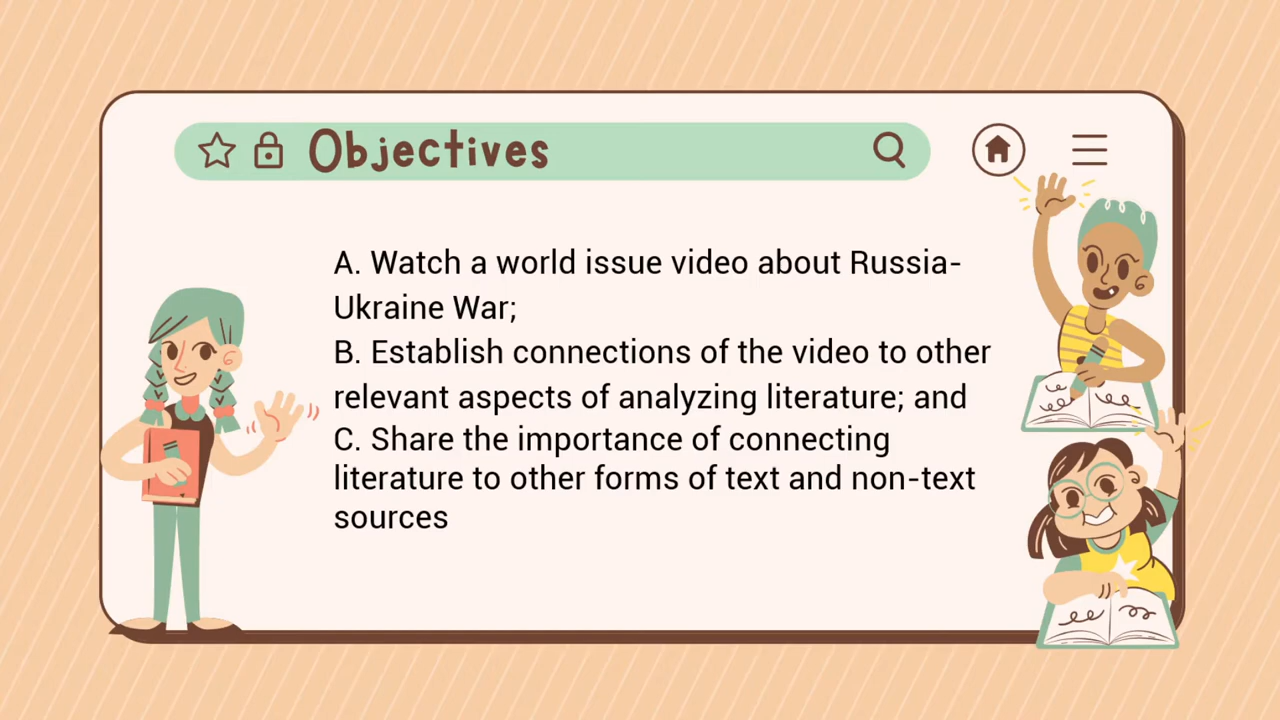 Objectives
A. Watch a world issue video about Russia-
Ukraine War;
B. Establish connections of the video to other
relevant aspects of analyzing literature; and
C. Share the importance of connecting
literature to other forms of text and non-text
sources